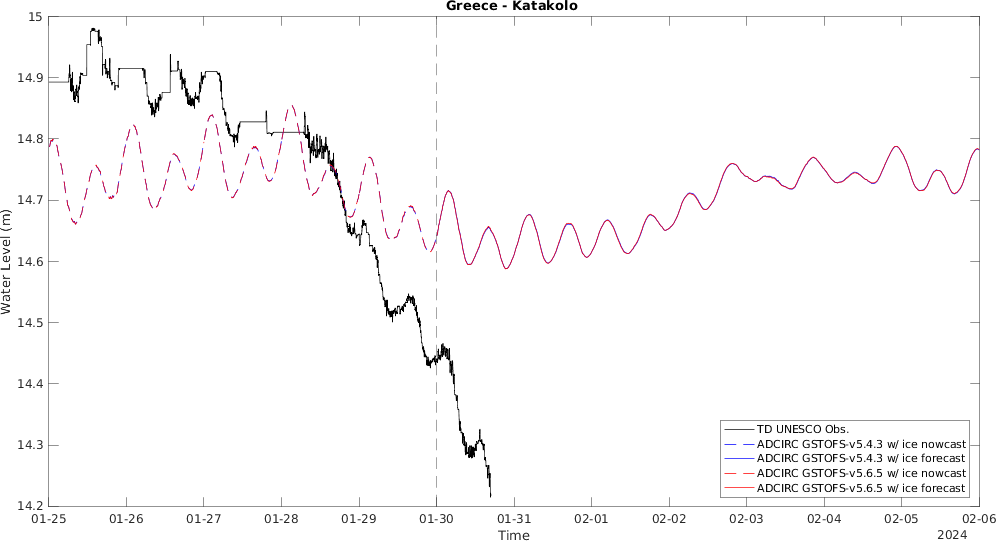 Greece - Katakolo
Water Level (m)
15
14.9
14.8
14.7
14.6
14.5
14.4
14.3
14.2
01-25
01-26
01-27
01-28
01-29
01-30
01-31
02-01
02-02
02-03
02-04
02-05
02-06
Time
2024
TD UNESCO Obs.
ADCIRC GSTOFS-v5.4.3 w/ ice nowcast
ADCIRC GSTOFS-v5.4.3 w/ ice forecast
ADCIRC GSTOFS-v5.6.5 w/ ice nowcast
ADCIRC GSTOFS-v5.6.5 w/ ice forecast